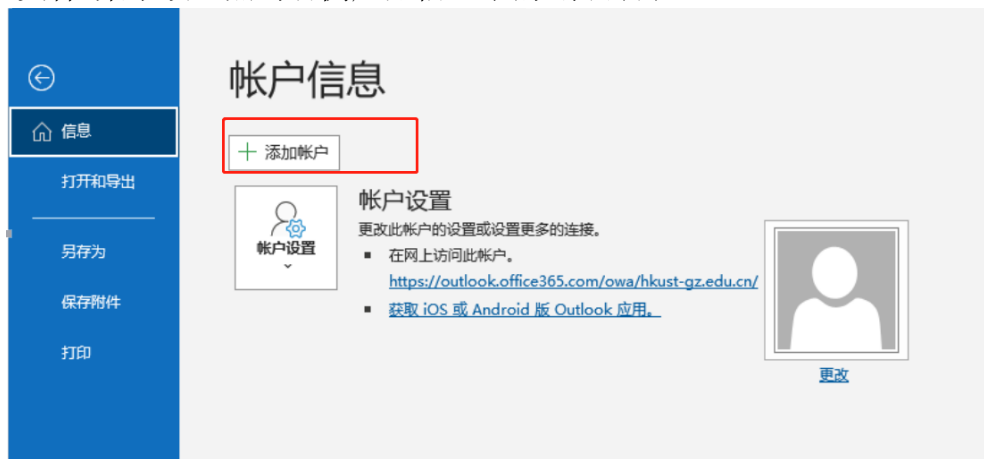 帐户信息
信息
添加帐户
打开和导出
帐户设置
帐户设置
更改此帐户的设置或设置更多的连接。
在网上访问此帐户。
https://outlook.office365.com/owa/hkust-gz.edu.cn/
获取 iOS 或 Android 版 Outlook 应用。
另存为
保存附件
打印
更改